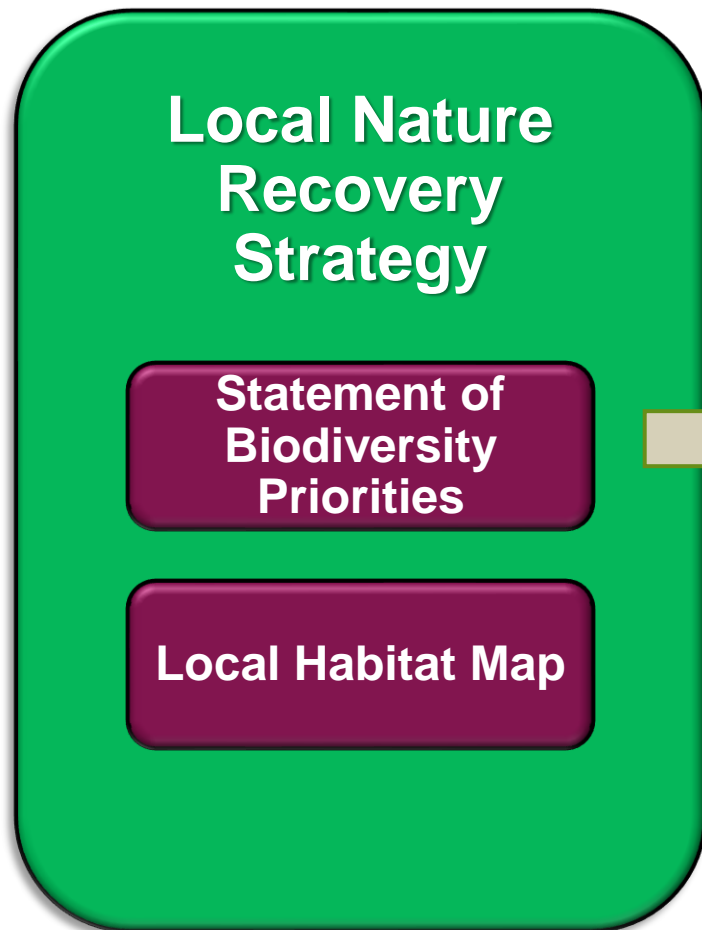 Local Nature
Recovery
Strategy
Statement of
Biodiversity
Priorities
Local Habitat Map